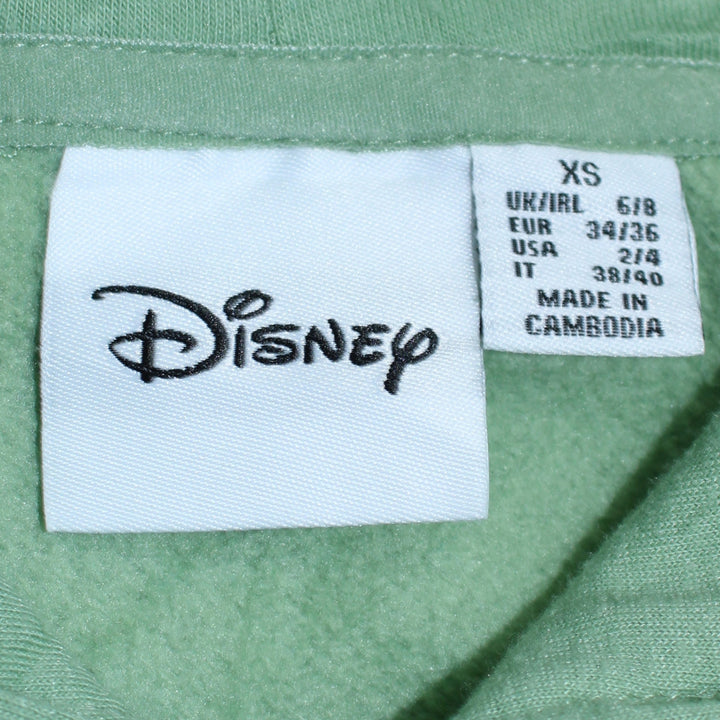 Disney
XS
UK/IRL 6/8
EUR 34/36
USA 2/4
IT 38/40
MADE IN
CAMBODIA